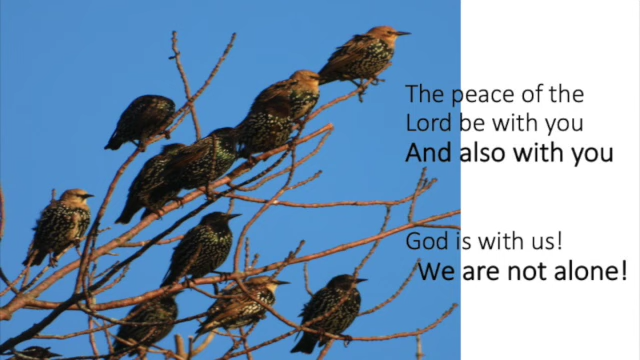 The peace of the
Lord be with you
And also with you
God is with us!
We are not alone!